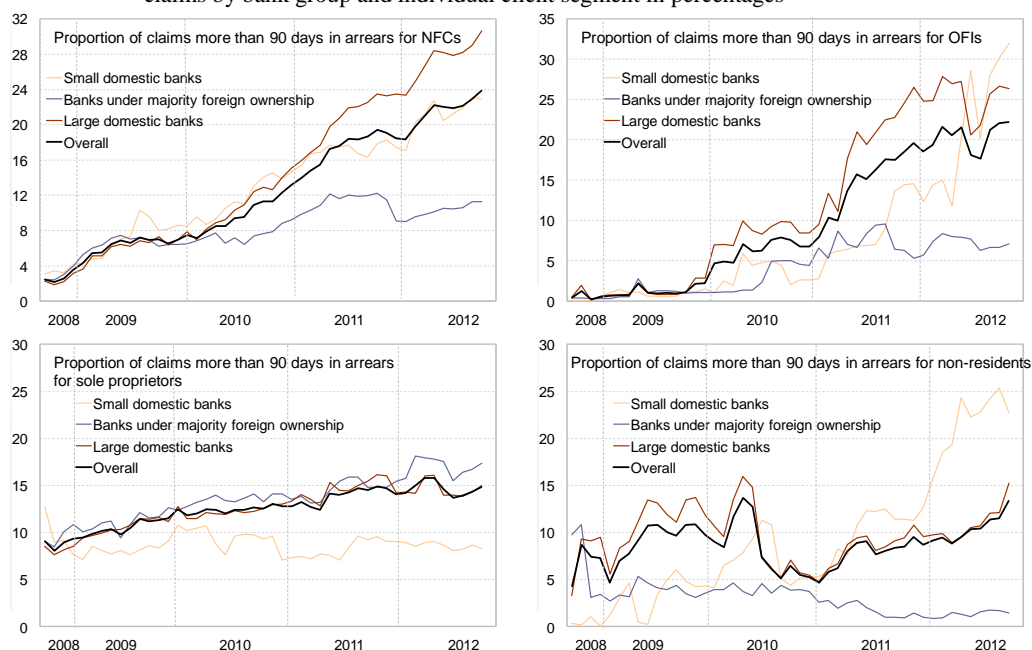 claims by bank group and individual client segment in percentages
32
28
24
20
16
12
8
4
0
Proportion of claims more than 90 days in arrears for NFCs
Small domestic banks
Banks under majority foreign ownership
Large domestic banks
Overall
2008 2009 2010 2011 2012
35
30
25
20
15
10
5
0
Proportion of claims more than 90 days in arrears for OFIs
Small domestic banks
Banks under majority foreign ownership
Large domestic banks
Overall
2008 2009 2010 2011 2012
30
25
20
15
10
5
0
Proportion of claims more than 90 days in arrears
for sole proprietors
Small domestic banks
Banks under majority foreign ownership
Large domestic banks
Overall
2008 2009 2010 2011 2012
30
25
20
15
10
5
0
Proportion of claims more than 90 days in arrears for non-residents
Small domestic banks
Banks under majority foreign ownership
Large domestic banks
Overall
2008 2009 2010 2011 2012